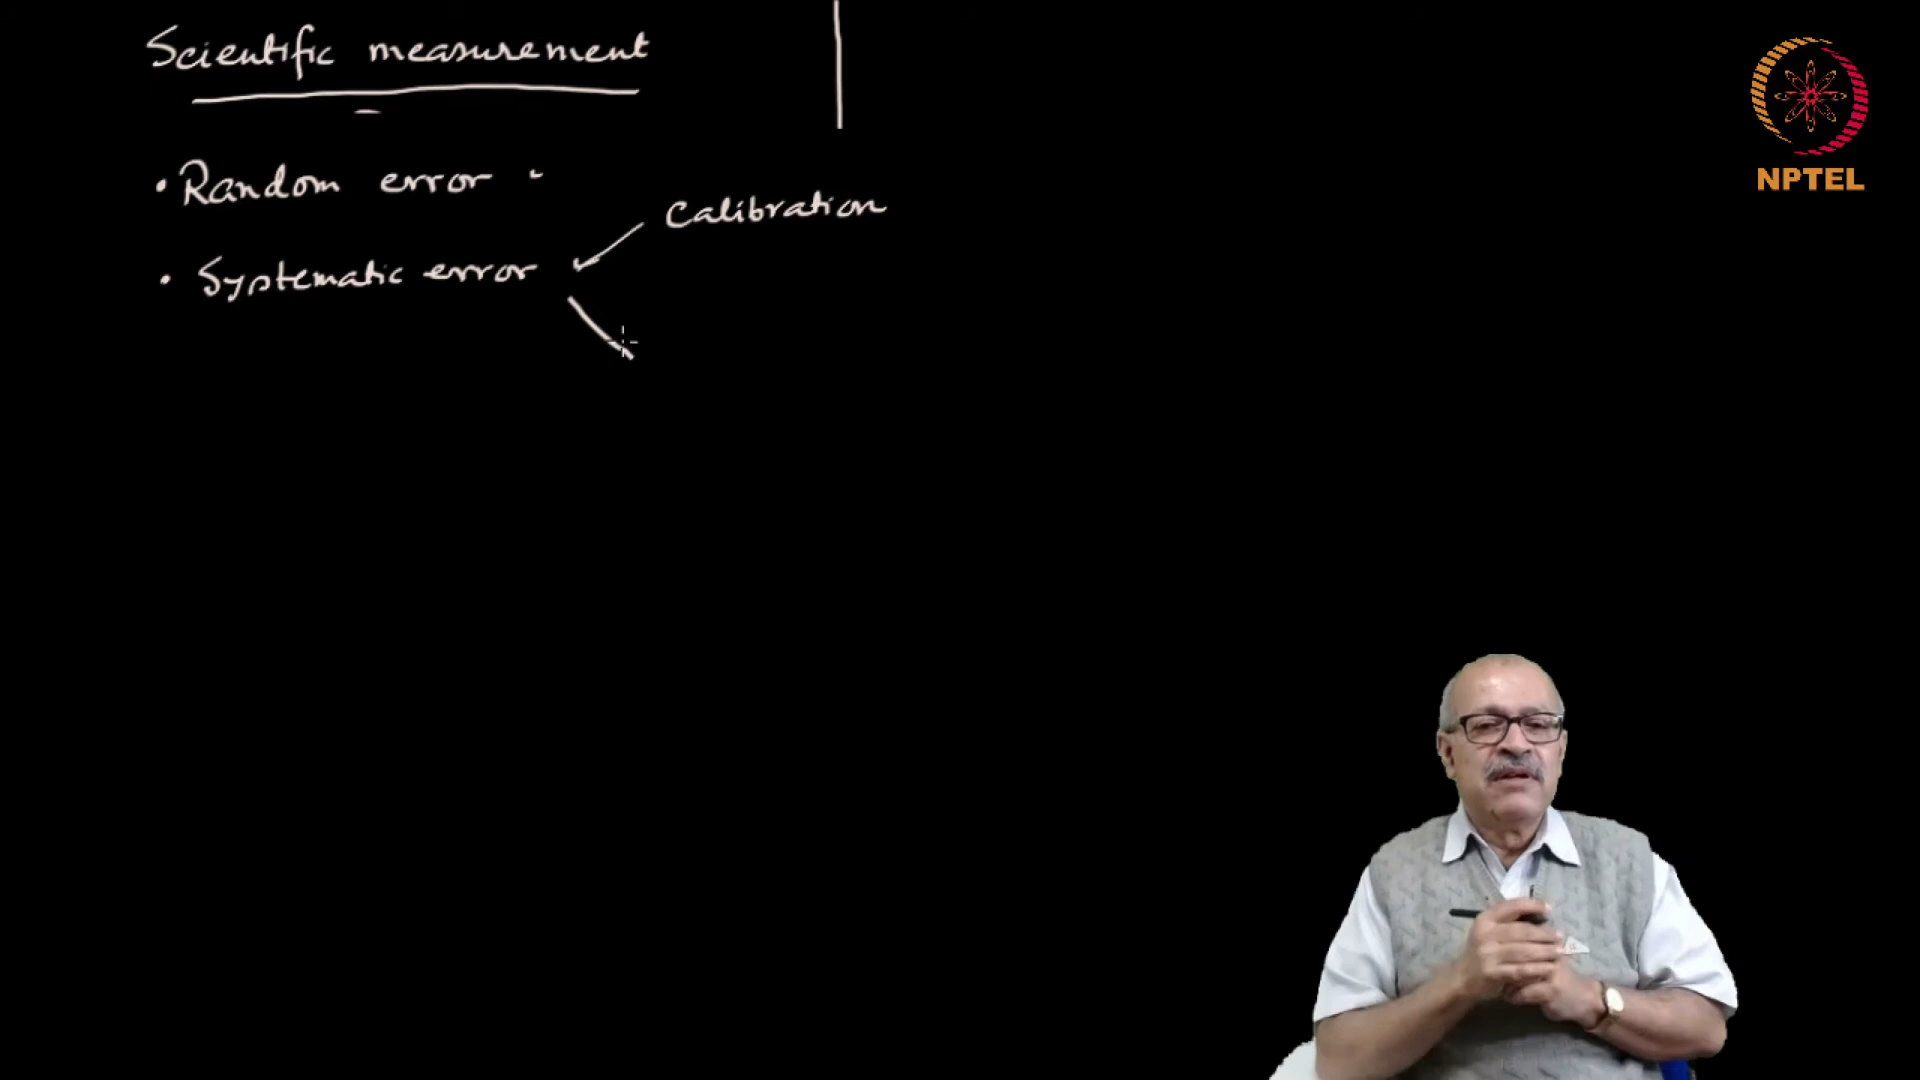 Scientific measurement
• Random error
Calibration
• Systematic error
NPTEL